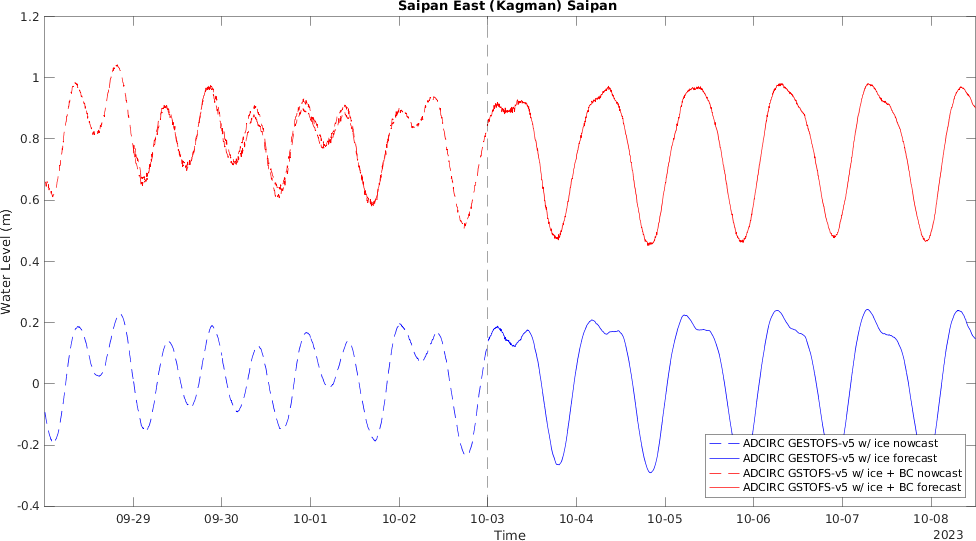 Saipan East (Kagman) Saipan
1.2
1
0.8
0.6
0.4
0.2
0
-0.2
-0.4
Water Level (m)
ADCIRC GESTOFS-v5 w/ ice nowcast
ADCIRC GESTOFS-v5 w/ ice forecast
ADCIRC GSTOFS-v5 w/ ice + BC nowcast
ADCIRC GSTOFS-v5 w/ ice + BC forecast
09-29 09-30 10-01 10-02 10-03 10-04 10-05 10-06 10-07 10-08
Time
2023